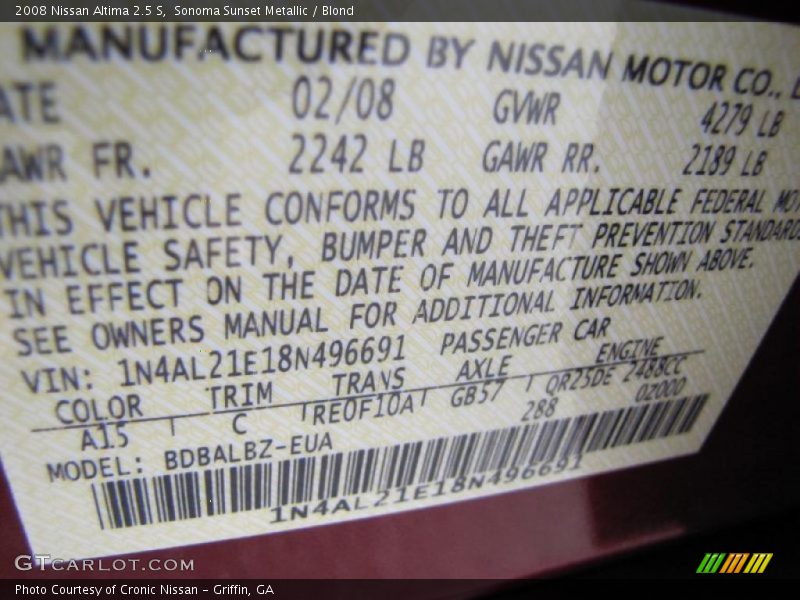 2008 Nissan Altima 2.5 S, Sonoma Sunset Metallic / Blond
MANUFACTURED BY NISSAN MOTOR CO.,
ATE 02/08 GVWR 4279 LB
AWR FR. 2242 LB GAWR RR. 2189 LB
THIS VEHICLE CONFORMS TO ALL APPLICABLE FEDERAL MOT
VEHICLE SAFETY, BUMPER AND THEFT PREVENTION STANDARD
IN EFFECT ON THE DATE OF MANUFACTURE SHOWN ABOVE.
SEE OWNERS MANUAL FOR ADDITIONAL INFORMATION.
VIN: 1N4AL21E18N496691 PASSENGER CAR
COLOR TRIM TRANS AXLE ENGINE
A15 C RE0F10A GB57 QR25DE 2488CC
MODEL: BDBALBZ-EUA 288 02000
1N4AL21E18N496691
GTCARLOT.COM
Photo Courtesy of Cronic Nissan - Griffin, GA